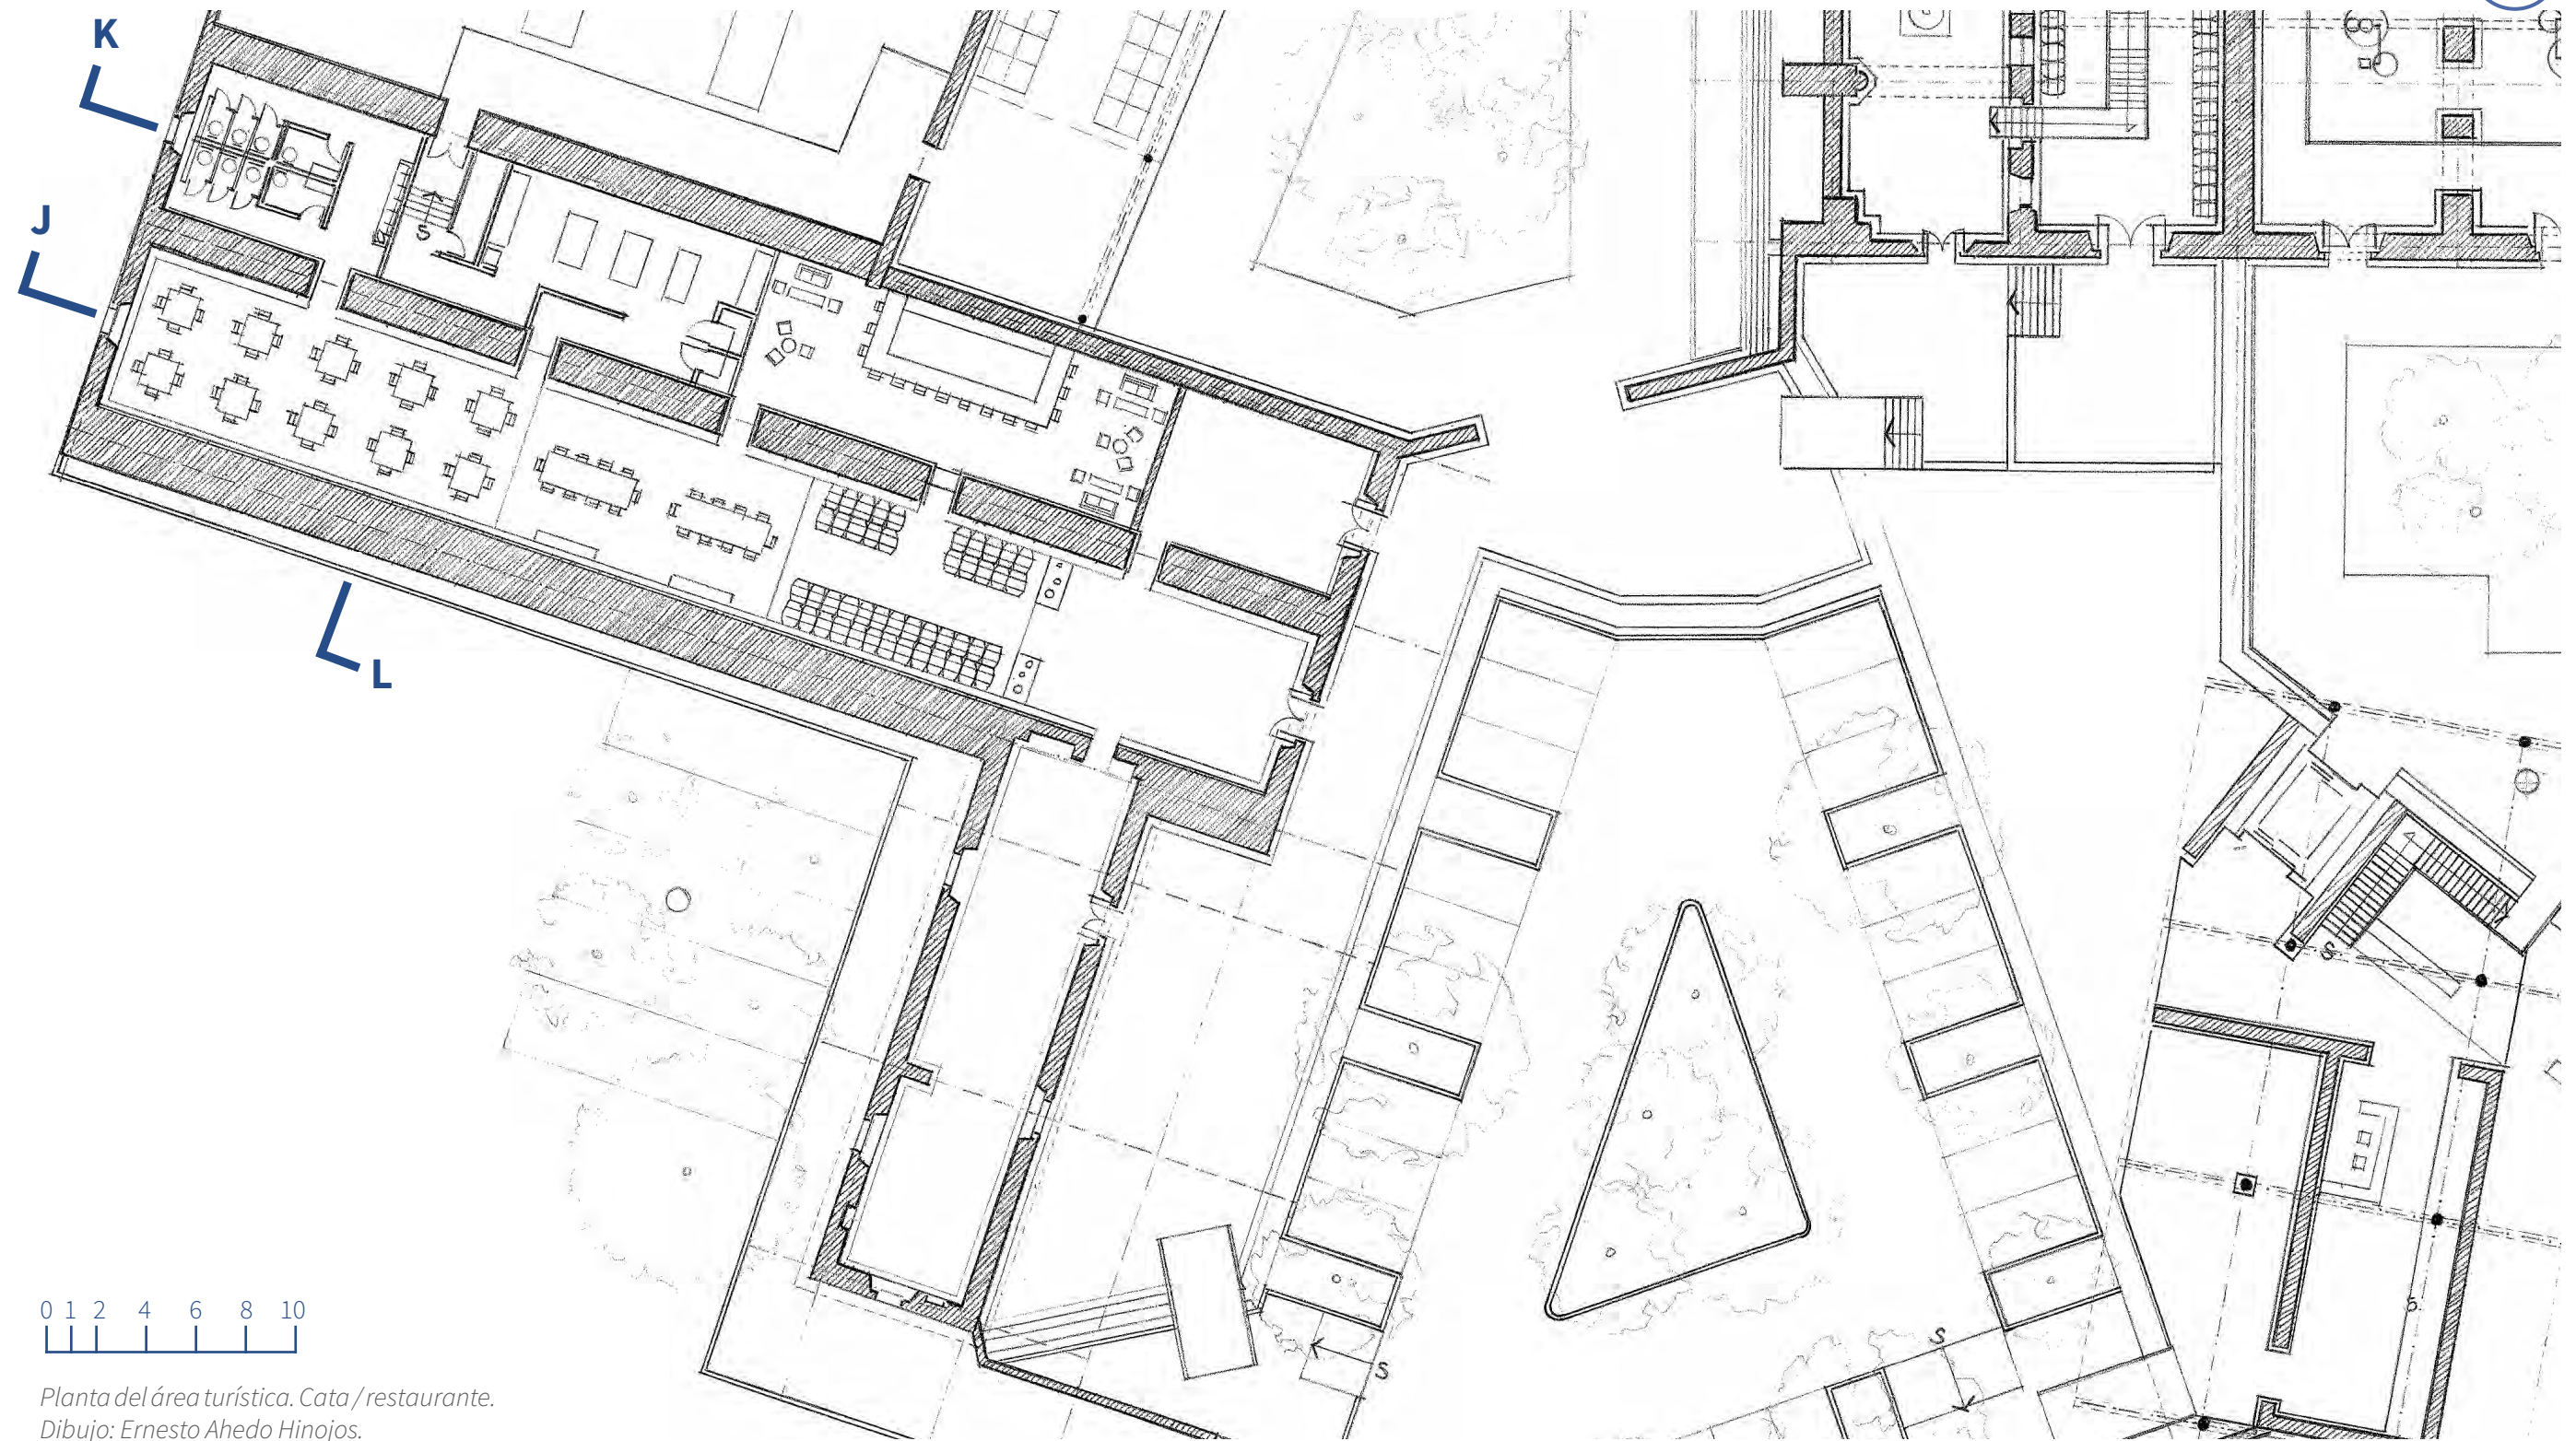 K
J
S
L
S
S
S
S
0 1 2 4 6 8 10
Planta del área turística. Cata / restaurante.
Dibujo: Ernesto Ahedo Hinojos.